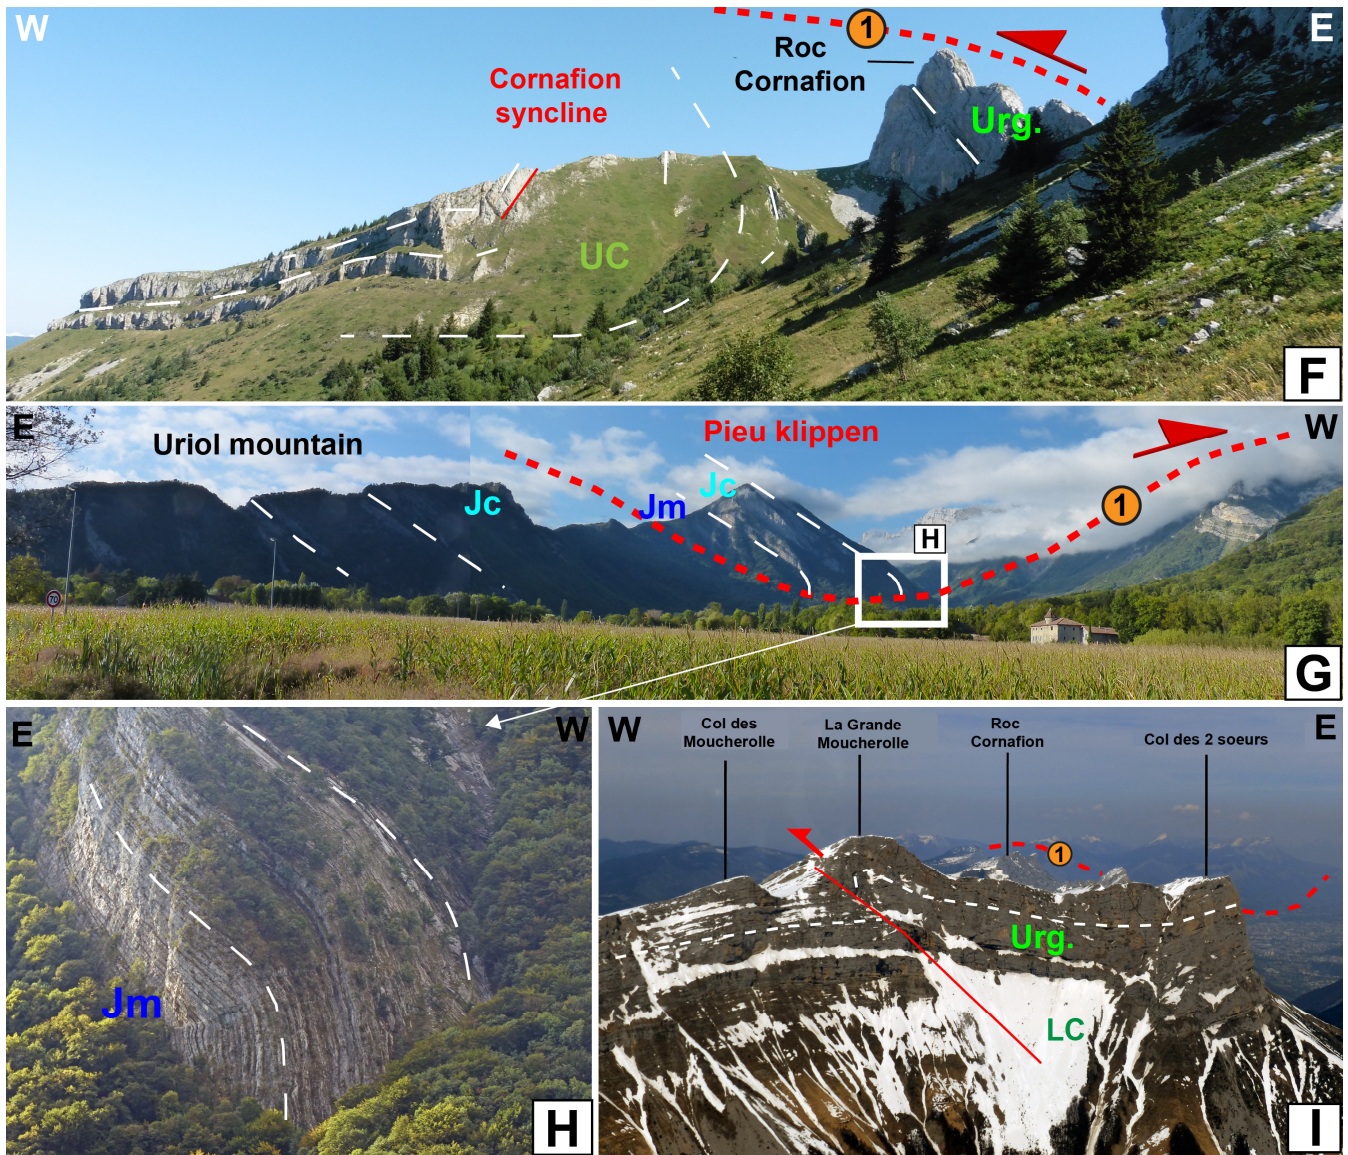 W
1
E
Roc
Cornafion
Cornafion
syncline
Urg.
UC
F
E
Uriol mountain
Pieu klippen
W
Jc
Jc
Jm
1
H
70
G
E
W
Jm
H
W
Col des
Moucherolle
La Grande
Moucherolle
Roc
Cornafion
Col des 2 soeurs
E
1
Urg.
LC
I